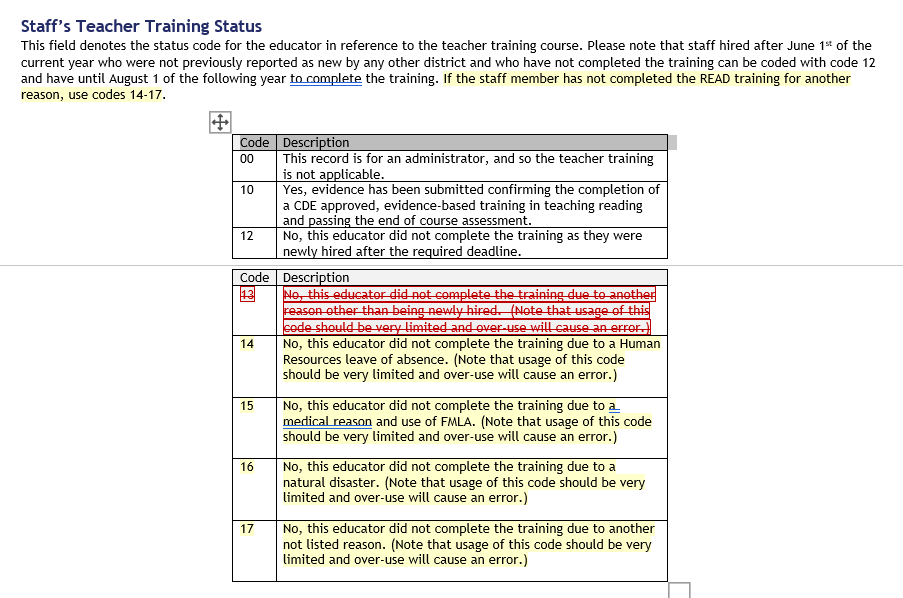 Staff’s Teacher Training Status
This field denotes the status code for the educator in reference to the teacher training course. Please note that staff hired after June 1st of the
current year who were not previously reported as new by any other district and who have not completed the training can be coded with code 12
and have until August 1 of the following year to complete the training. If the staff member has not completed the READ training for another
reason, use codes 14-17.
Code Description
00 This record is for an administrator, and so the teacher training
is not applicable.
10 Yes, evidence has been submitted confirming the completion of
a CDE approved, evidence-based training in teaching reading
and passing the end of course assessment.
12 No, this educator did not complete the training as they were
newly hired after the required deadline.
Code Description
13 No, this educator did not complete the training due to another
reason other than being newly hired. (Note that usage of this
code should be very limited and over-use will cause an error.)
14 No, this educator did not complete the training due to a Human
Resources leave of absence. (Note that usage of this code
should be very limited and over-use will cause an error.)
15 No, this educator did not complete the training due to a
medical reason and use of FMLA. (Note that usage of this code
should be very limited and over-use will cause an error.)
16 No, this educator did not complete the training due to a
natural disaster. (Note that usage of this code should be very
limited and over-use will cause an error.)
17 No, this educator did not complete the training due to another
not listed reason. (Note that usage of this code should be very
limited and over-use will cause an error.)